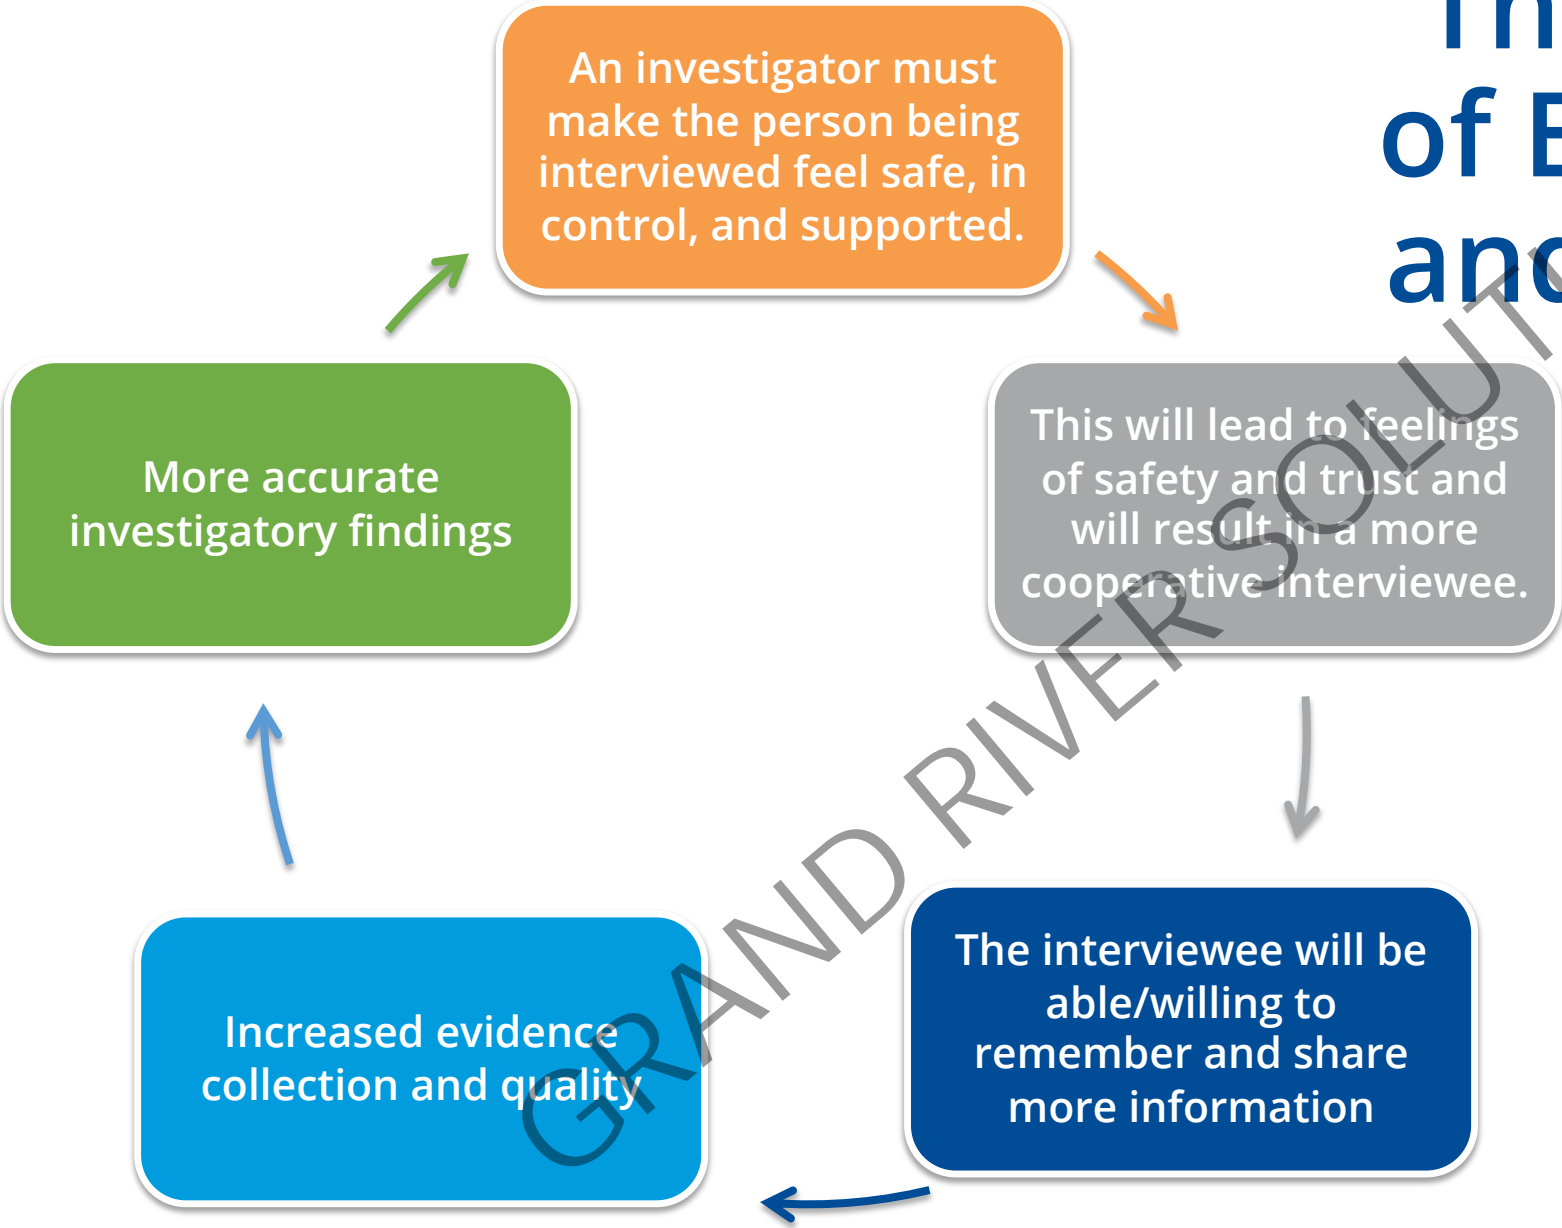 An investigator must
make the person being
interviewed feel safe, in
control, and supported.
This will lead to feelings
of safety and trust and
will result in a more
cooperative interviewee.
The interviewee will be
able/willing to
remember and share
more information
Increased evidence
collection and quality
More accurate
investigatory findings
of
GRAND RIVER